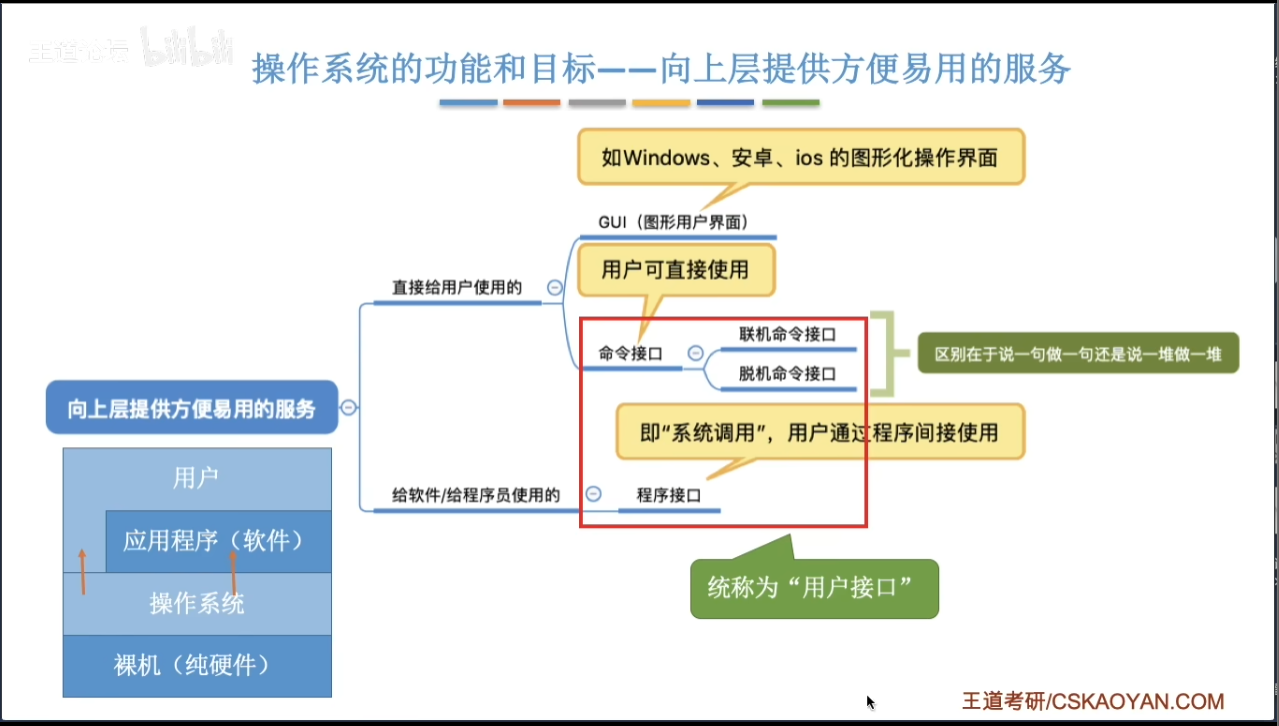 王道论坛 bilibili
操作系统的功能和目标——向上层提供方便易用的服务
如Windows、安卓、ios 的图形化操作界面
GUI（图形用户界面）
用户可直接使用
直接给用户使用的
联机命令接口
命令接口
脱机命令接口
区别在于说一句做一句还是说一堆做一堆
向上层提供方便易用的服务
即“系统调用”，用户通过程序间接使用
给软件/给程序员使用的
程序接口
用户
应用程序（软件）
操作系统
裸机（纯硬件）
统称为“用户接口”
王道考研/CSKAOYAN.COM